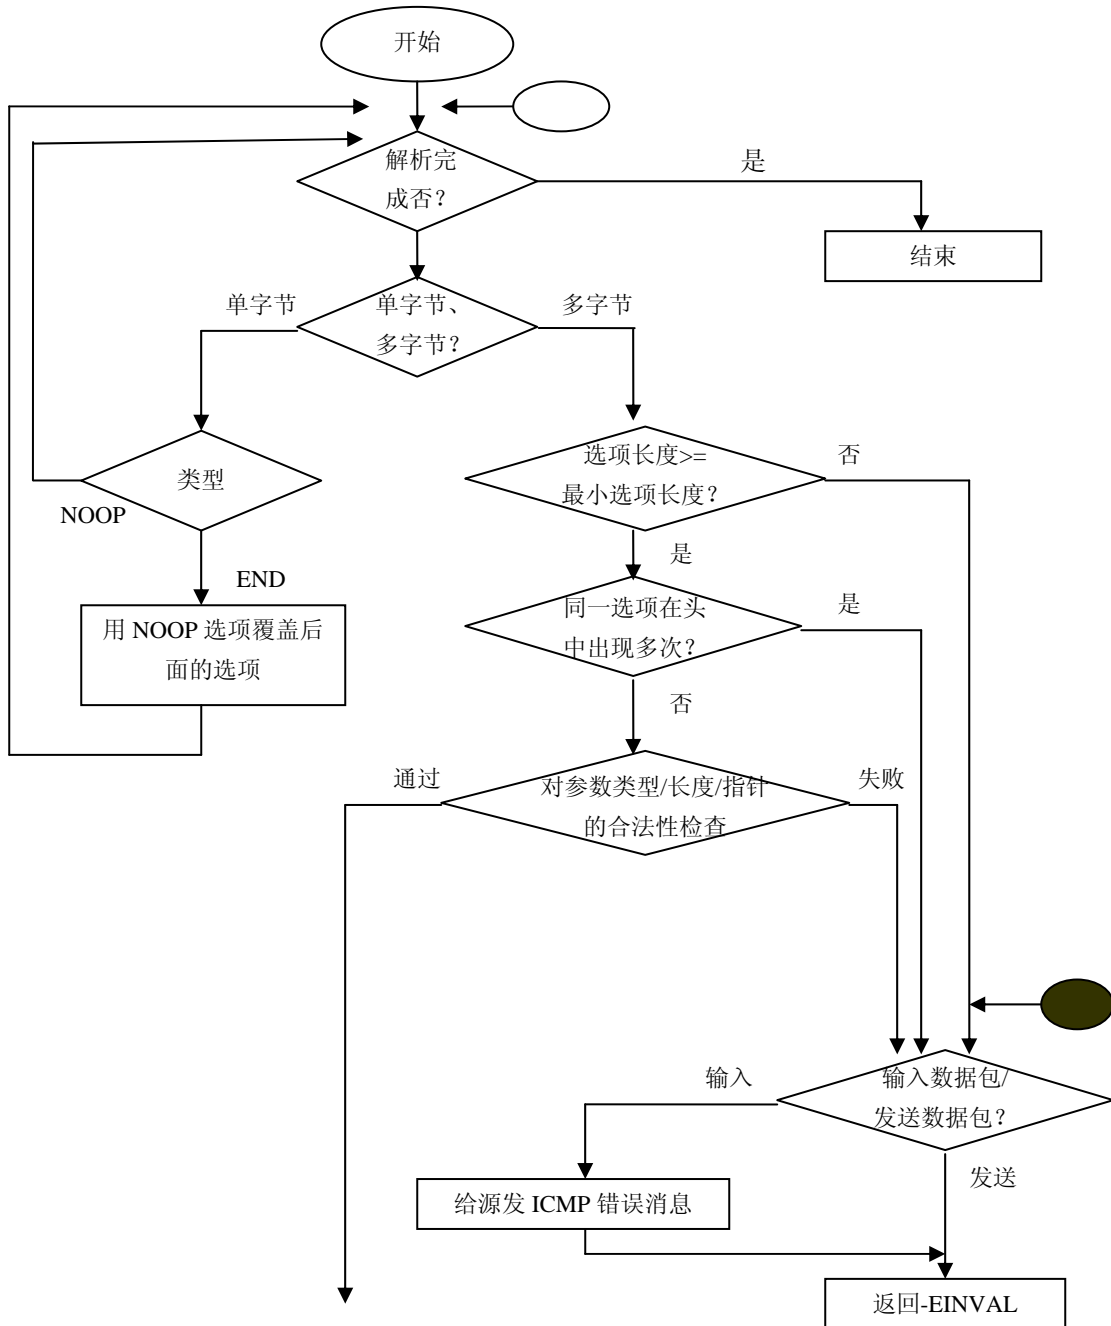 开始
解析完
成否？
是
结束
单字节
单字节、
多字节？
多字节
类型
NOOP
END
用 NOOP 选项覆盖后
面的选项
选项长度>=
最小选项长度？
否
是
同一选项在头
中出现多次？
是
否
通过
对参数类型/长度/指针
的合法性检查
失败
输入
输入数据包/
发送数据包？
发送
给源发 ICMP 错误消息
返回-EINVAL